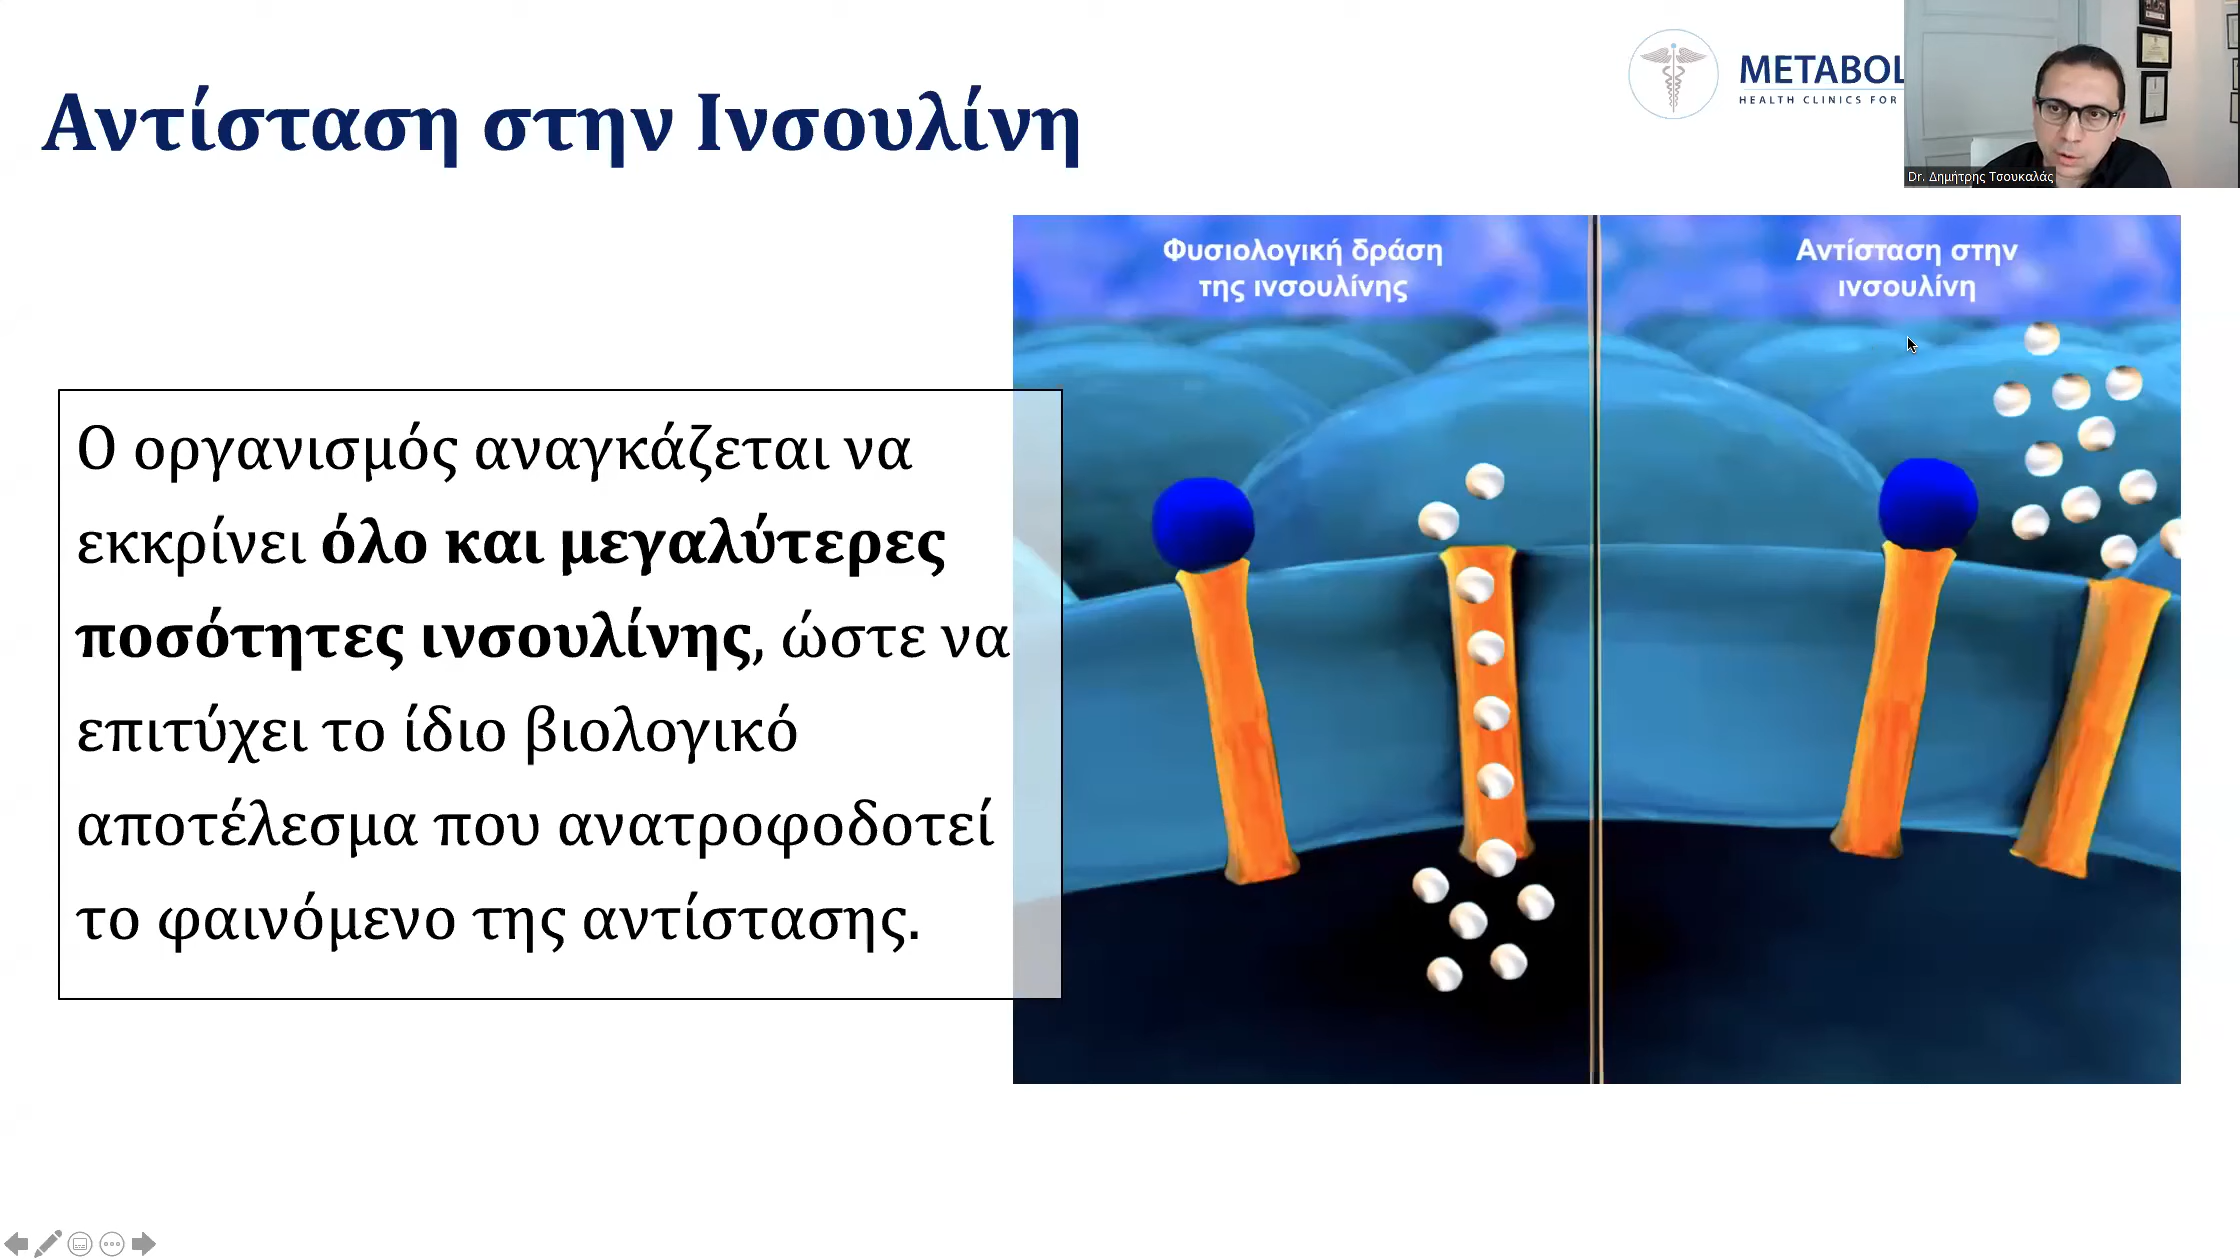 Αντίσταση στην Ινσουλίνη
METABOL
HEALTH CLINICS FOR
Dr. Δημήτρης Τσουκαλάς
Ο οργανισμός αναγκάζεται να
εκκρίνει όλο και μεγαλύτερες
ποσότητες ινσουλίνης, ώστε να
επιτύχει το ίδιο βιολογικό
αποτέλεσμα που ανατροφοδοτεί
το φαινόμενο της αντίστασης.
Φυσιολογική δράση
της ινσουλίνης
Αντίσταση στην
ινσουλίνη